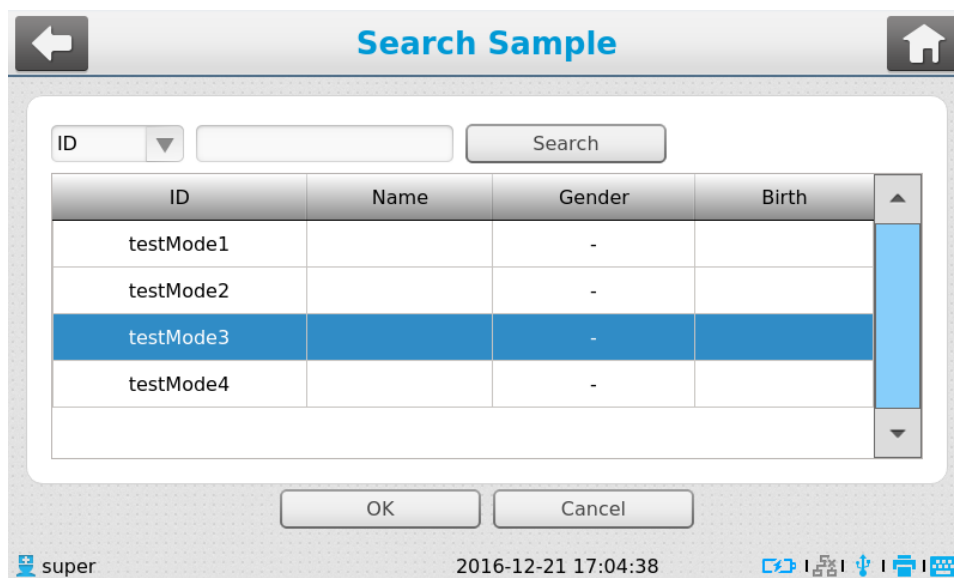 Search Sample
ID Search
ID Name Gender Birth
testMode1 -
testMode2 -
testMode3 -
testMode4 -
OK Cancel
super 2016-12-21 17:04:38